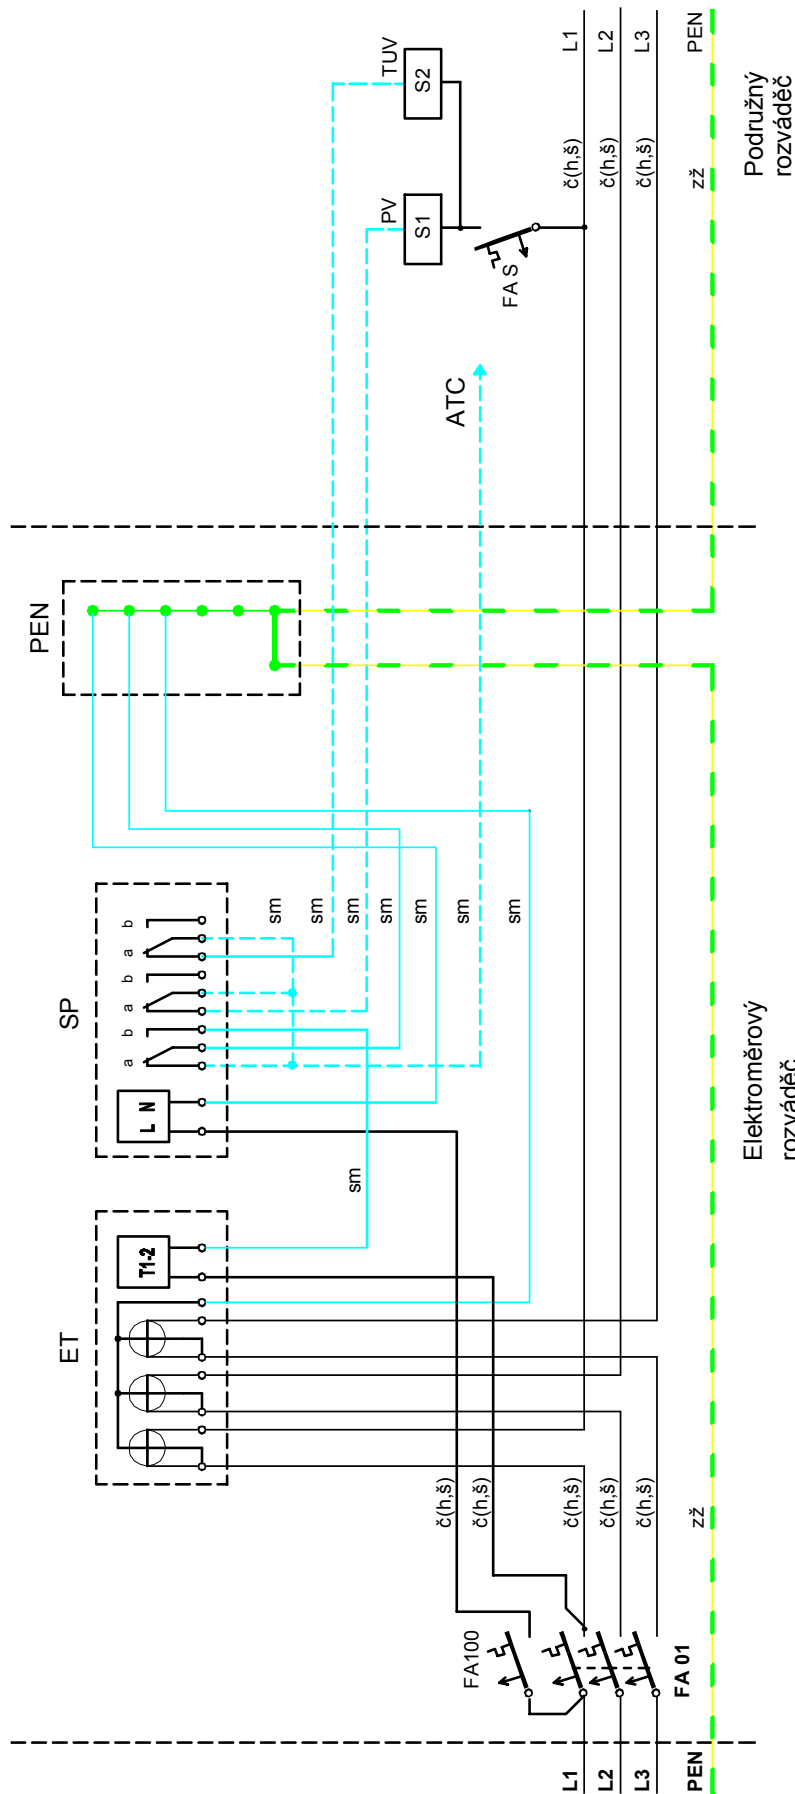 TUV
S2
L1
L2
L3
PEN
č(h,š)
č(h,š)
č(h,š)
zž
Podružný
rozváděč
PV
S1
FA S
ATC
PEN
SP
b
a
b
a
b
a
L N
sm
sm
sm
sm
sm
sm
sm
sm
Elektroměrový
rozváděč
ET
T1-2
č(h,š)
č(h,š)
č(h,š)
č(h,š)
č(h,š)
zž
FA100
FA 01
L1
L2
L3
PEN